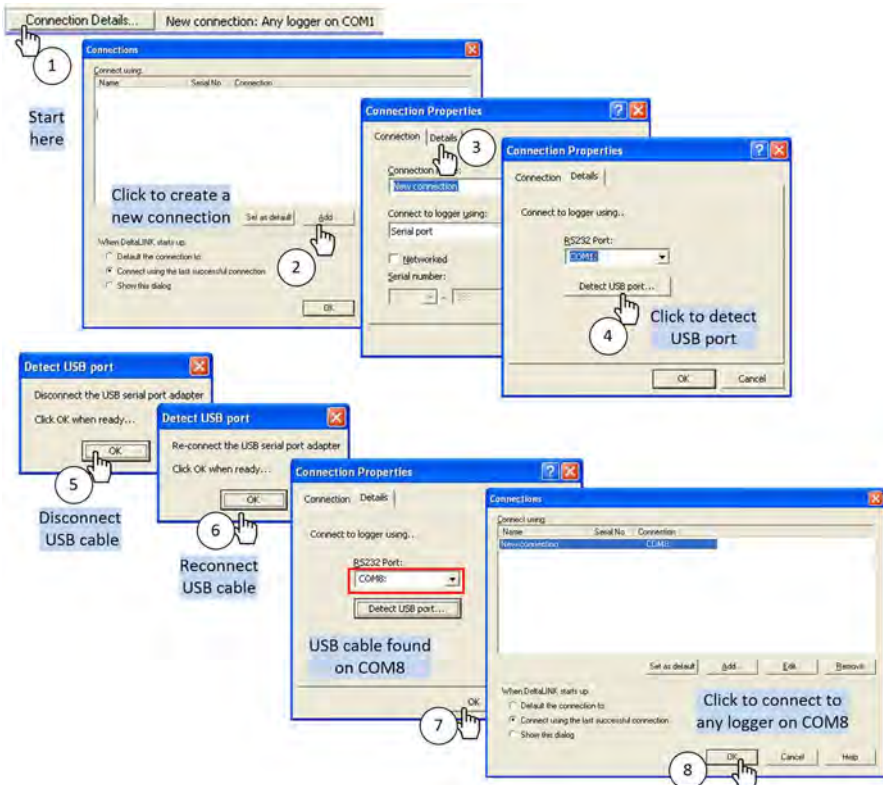 Connection Details... New connection: Any logger on COM1
1
Start
here
Connections
Connect using:
Name Serial No Connection
Click to create a
new connection
Set as default Add...
2
When DeltaLINK starts up:
Default the connection to:
Connect using the last successful connection
Show this dialog
OK
Connection Properties
Connection Details
3
Connection
New connection
Connect to logger using:
Serial port
Networked
Serial number:
-
Connection Properties
Connection Details
Connect to logger using..
RS232 Port:
COM1:
Detect USB port...
4
Click to detect
USB port
OK Cancel
Detect USB port
Disconnect the USB serial port adapter
Click OK when ready...
OK
5
Disconnect
USB cable
Detect USB port
Re-connect the USB serial port adapter
Click OK when ready...
OK
6
Reconnect
USB cable
Connection Properties
Connection Details
Connect to logger using..
RS232 Port:
COM8:
Detect USB port...
USB cable found
on COM8
OK
7
Connections
Connect using:
Name Serial No Connection
New connection COM8:
Set as default Add... Edit... Remove
When DeltaLINK starts up:
Default the connection to:
Connect using the last successful connection
Show this dialog
Click to connect to
any logger on COM8
OK Cancel Help
8